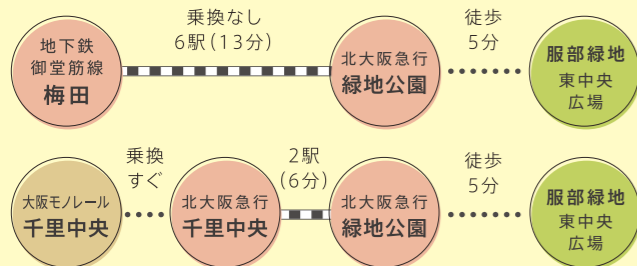 乗換なし
6駅(13分)
徒歩
5分
地下鉄
御堂筋線
梅田
北大阪急行
緑地公園
服部緑地
東中央
広場
乗換
すぐ
2駅
(6分)
徒歩
5分
大阪モノレール
千里中央
北大阪急行
千里中央
北大阪急行
緑地公園
服部緑地
東中央
広場